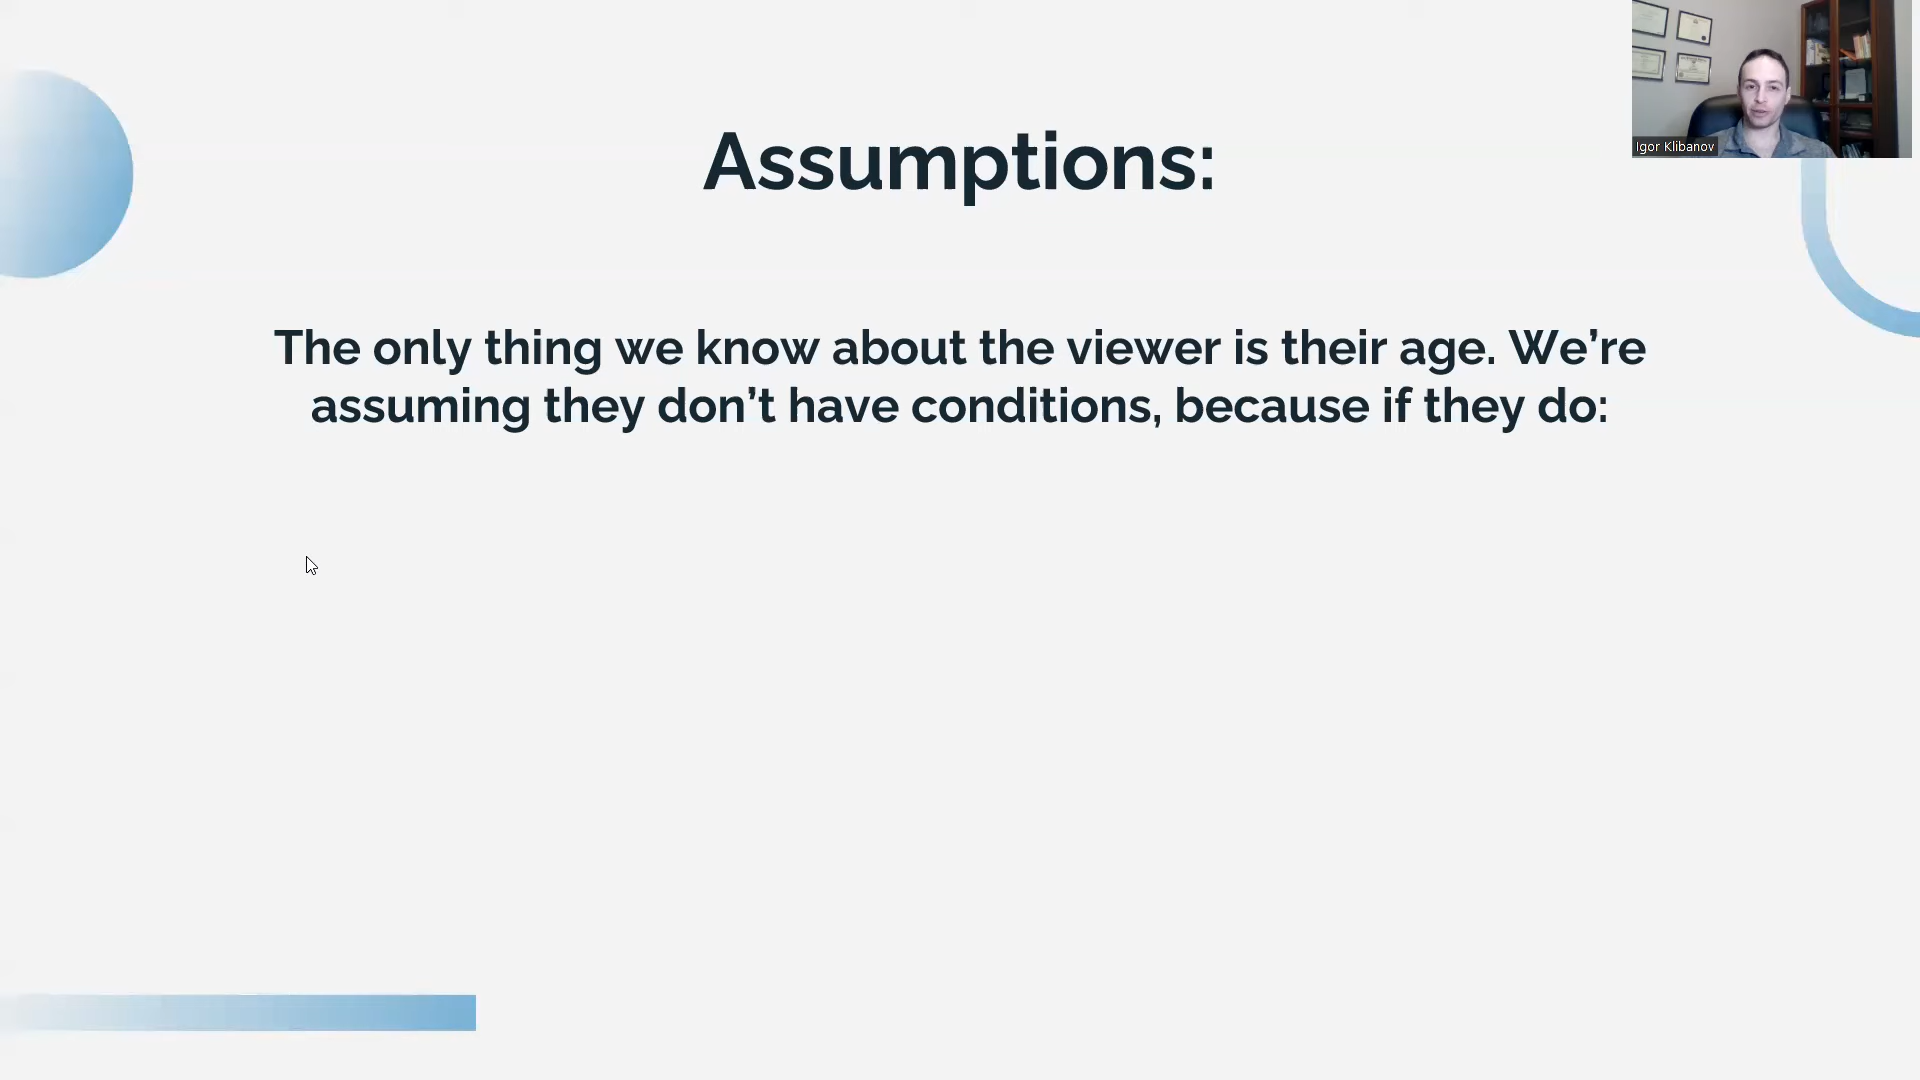 Assumptions:
The only thing we know about the viewer is their age. We’re
assuming they don’t have conditions, because if they do:
Igor Klibanov